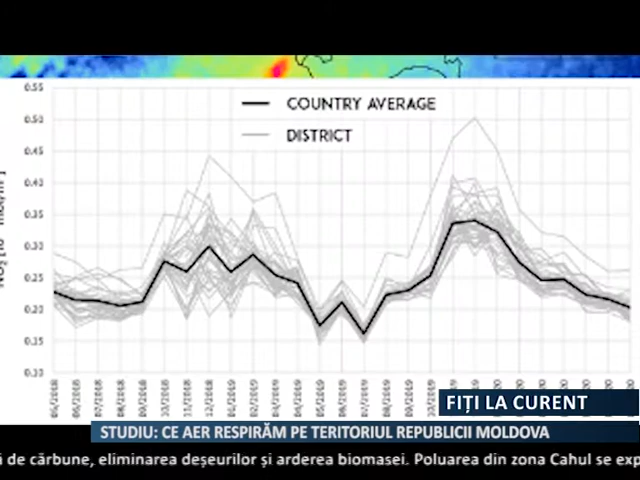 0.55
COUNTRY AVERAGE
0.50
DISTRICT
0.45
0.40
0.35
0.30
0.25
0.20
0.15
0.10
05/2018 06/2018 07/2018 08/2018 09/2018 10/2018 11/2018 12/2018 01/2019 02/2019 03/2019 04/2019 05/2019 06/2019 07/2019 08/2019 09/2019
FIȚI LA CURENT
STUDIU: CE AER RESPIRĂM PE TERITORIUL REPUBLICII MOLDOVA
de cărbune, eliminarea deșeurilor și arderea biomasei. Poluarea din zona Cahul se exp